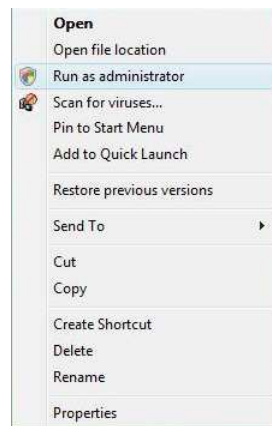 Open
Open file location
Run as administrator
Scan for viruses...
Pin to Start Menu
Add to Quick Launch
Restore previous versions
Send To
Cut
Copy
Create Shortcut
Delete
Rename
Properties